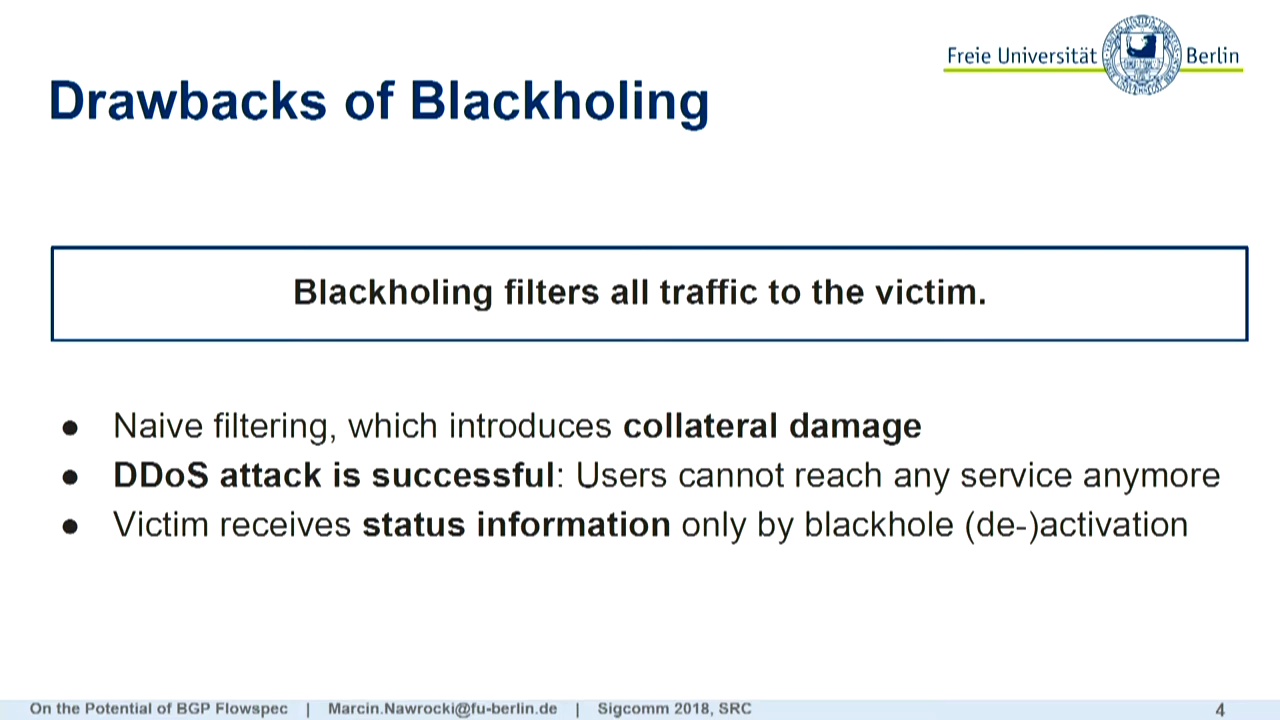 Freie Universität Berlin
Drawbacks of Blackholing
Blackholing filters all traffic to the victim.
● Naive filtering, which introduces collateral damage
● DDoS attack is successful: Users cannot reach any service anymore
● Victim receives status information only by blackhole (de-)activation
On the Potential of BGP Flowspec | Marcin.Nawrocki@fu-berlin.de | Sigcomm 2018, SRC 4